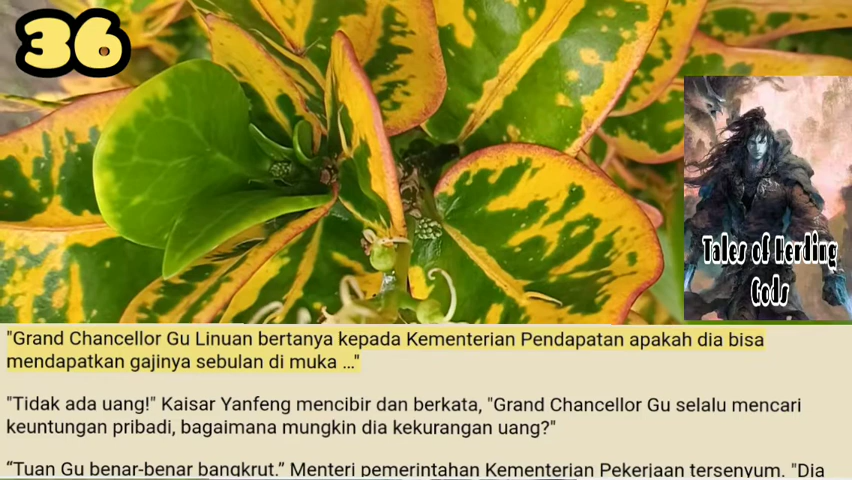 36
Tales of Herding
Gods
"Grand Chancellor Gu Linuan bertanya kepada Kementerian Pendapatan apakah dia bisa
mendapatkan gajinya sebulan di muka ..."
"Tidak ada uang!" Kaisar Yanfeng mencibir dan berkata, "Grand Chancellor Gu selalu mencari
keuntungan pribadi, bagaimana mungkin dia kekurangan uang?"
“Tuan Gu benar-benar bangkrut.” Menteri pemerintahan Kementerian Pekerjaan tersenyum. "Dia